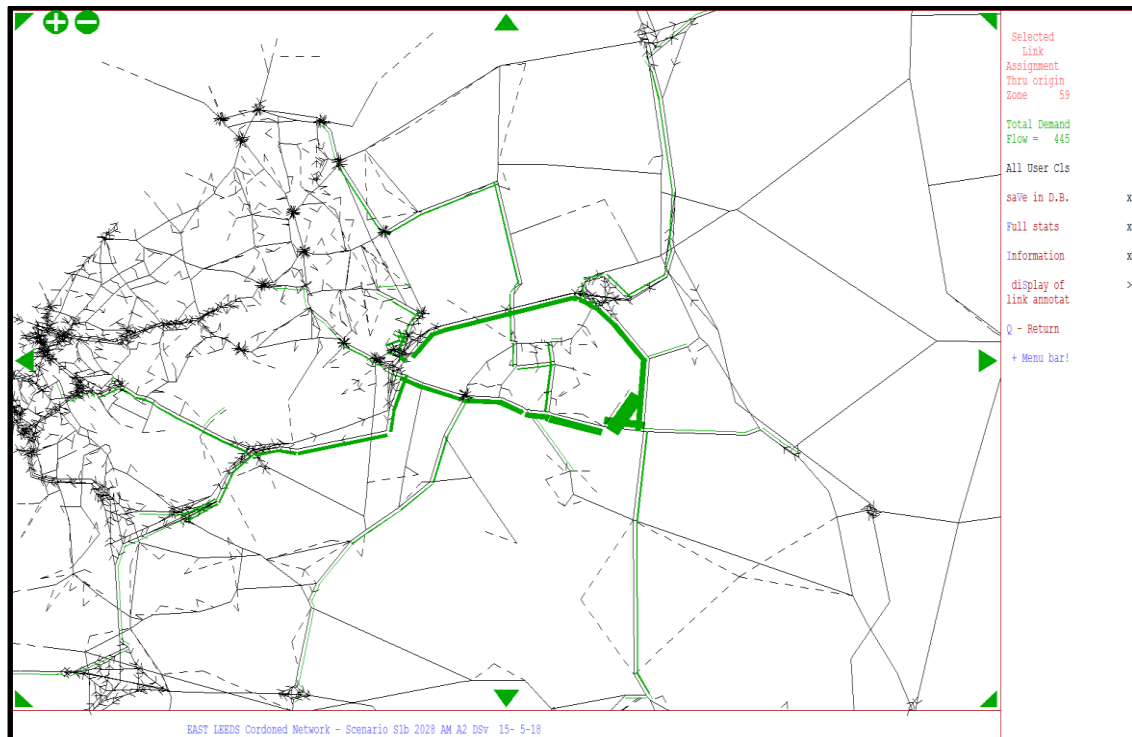 Selected
Link
Assignment
Thru origin
Zone 59
Total Demand
Flow = 445
All User Cls
saVe in D.B. x
Full stats x
Information x
diSplay of >
link annotat
Q - Return
+ Menu bar!
EAST LEEDS Cordoned Network - Scenario S1b 2028 AM A2 DSv 15- 5-18